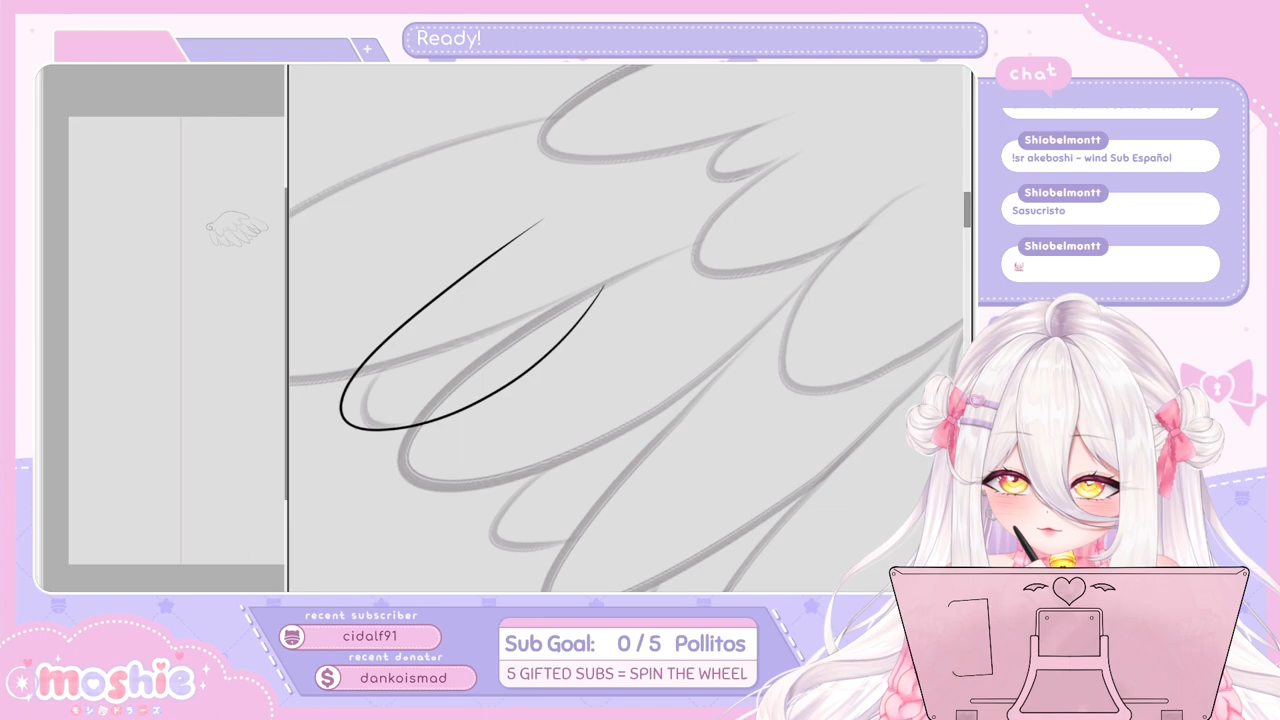 Ready!
+
chat
Shiobelmontt
!sr akeboshi - wind Sub Español
Shiobelmontt
Sasucristo
Shiobelmontt
recent subscriber
cidalf91
recent donator
dankoismad
Sub Goal: 0 / 5 Pollitos
5 GIFTED SUBS = SPIN THE WHEEL
moshie